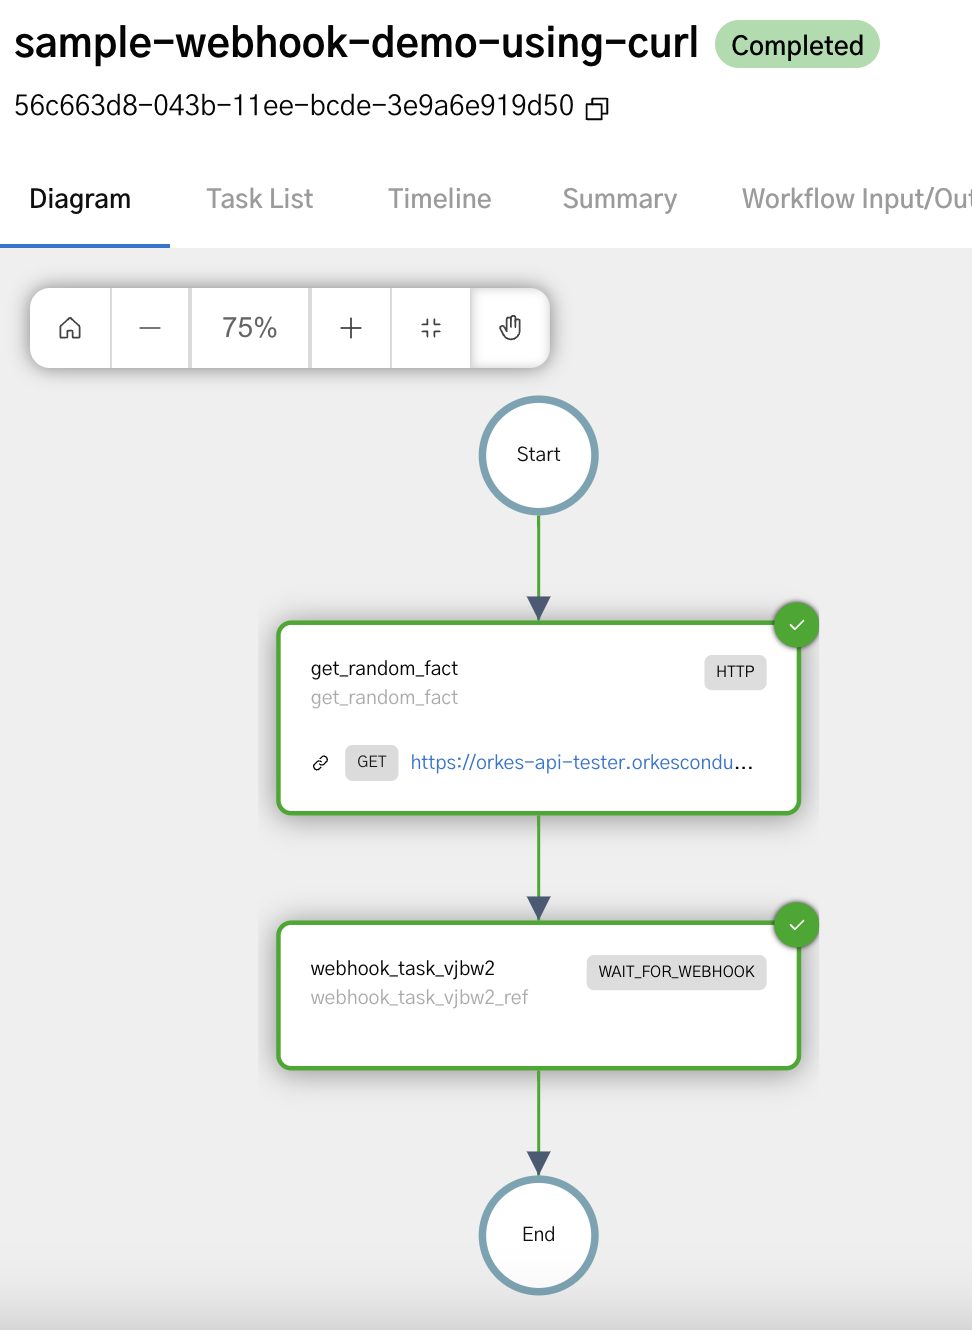 sample-webhook-demo-using-curl Completed
56c663d8-043b-11ee-bcde-3e9a6e919d50
Diagram Task List Timeline Summary Workflow Input/Out
75%
Start
get_random_fact HTTP
get_random_fact
GET https://orkes-api-tester.orkescondu...
webhook_task_vjbw2 WAIT_FOR_WEBHOOK
webhook_task_vjbw2_ref
End